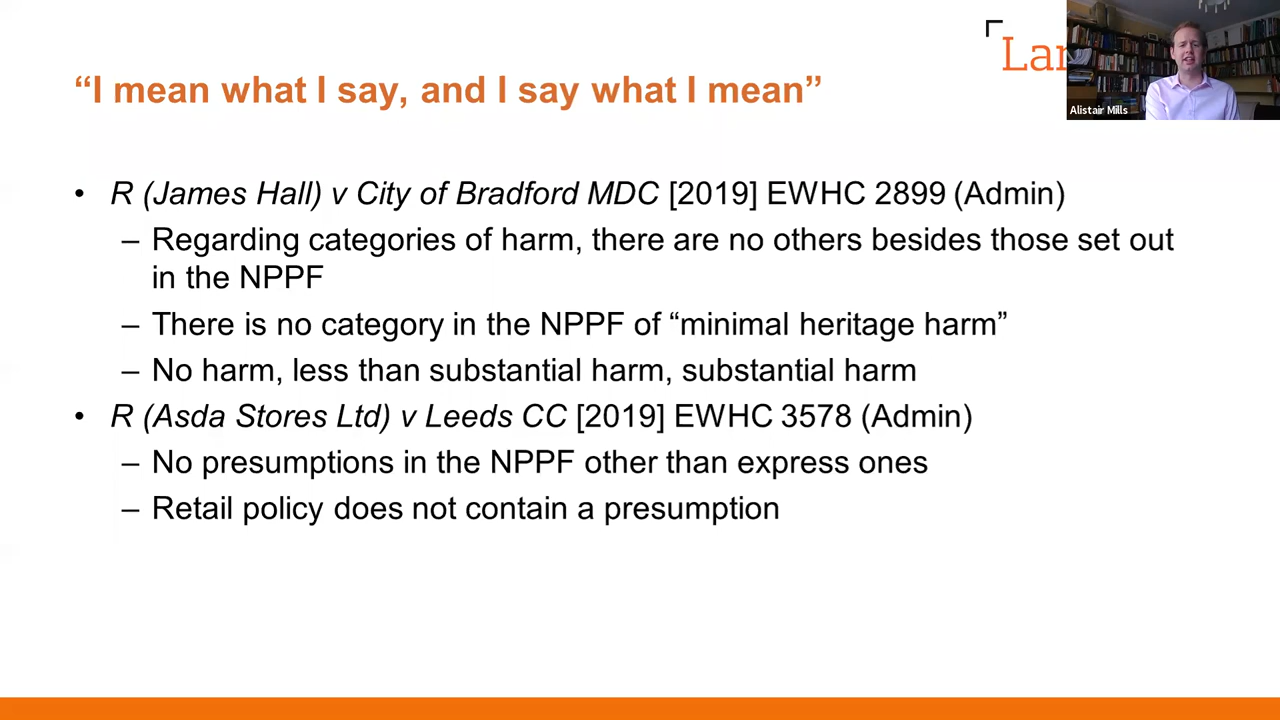 “I mean what I say, and I say what I mean”
Alistair Mills
• R (James Hall) v City of Bradford MDC [2019] EWHC 2899 (Admin)
– Regarding categories of harm, there are no others besides those set out
in the NPPF
– There is no category in the NPPF of “minimal heritage harm”
– No harm, less than substantial harm, substantial harm
• R (Asda Stores Ltd) v Leeds CC [2019] EWHC 3578 (Admin)
– No presumptions in the NPPF other than express ones
– Retail policy does not contain a presumption